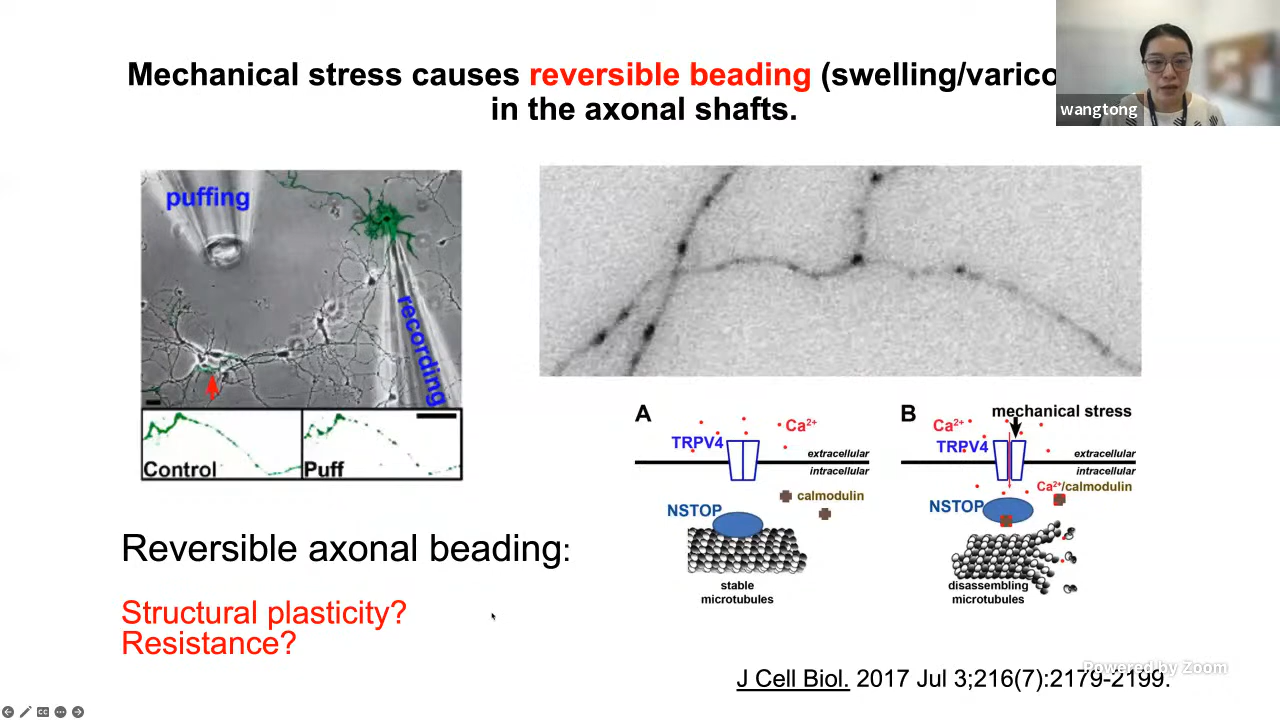 Mechanical stress causes reversible beading (swelling/varico
in the axonal shafts.
wangtong
puffing
recording
Control
Puff
A
TRPV4
Ca²⁺
extracellular
intracellular
calmodulin
NSTOP
stable
microtubules
B
mechanical stress
Ca²⁺
TRPV4
extracellular
intracellular
Ca²⁺/calmodulin
NSTOP
disassembling
microtubules
Reversible axonal beading:
Structural plasticity?
Resistance?
Powered by Zoom
J Cell Biol. 2017 Jul 3;216(7):2179-2199.